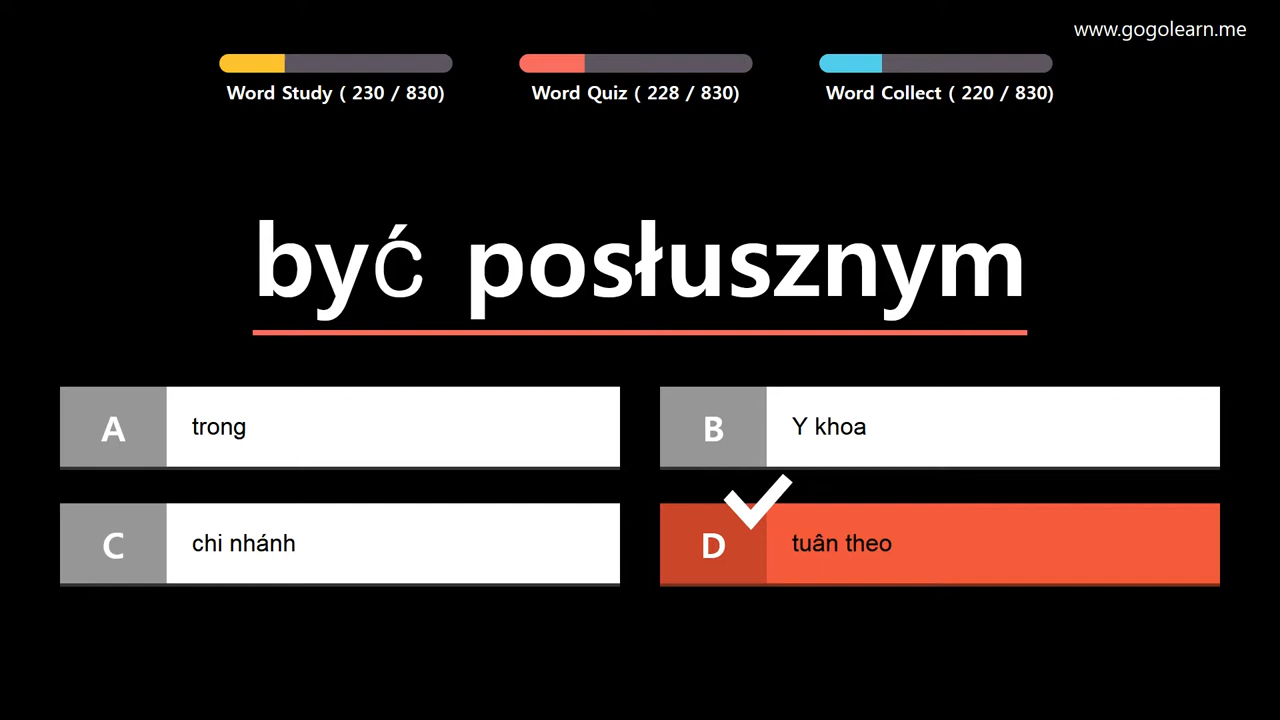 www.gogolearn.me
Word Study ( 230 / 830)
Word Quiz ( 228 / 830)
Word Collect ( 220 / 830)
być posłusznym
A
trong
B
Y khoa
C
chi nhánh
D
tuân theo